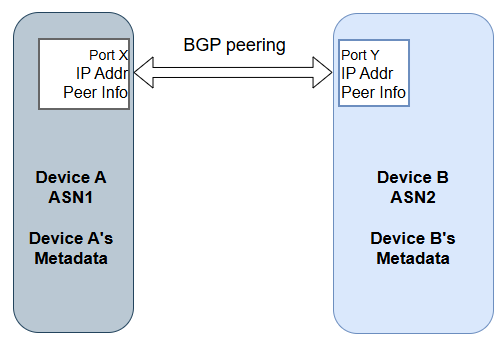 BGP peering
Port X
IP Addr
Peer Info
Port Y
IP Addr
Peer Info
Device A
ASN1
Device A's
Metadata
Device B
ASN2
Device B's
Metadata